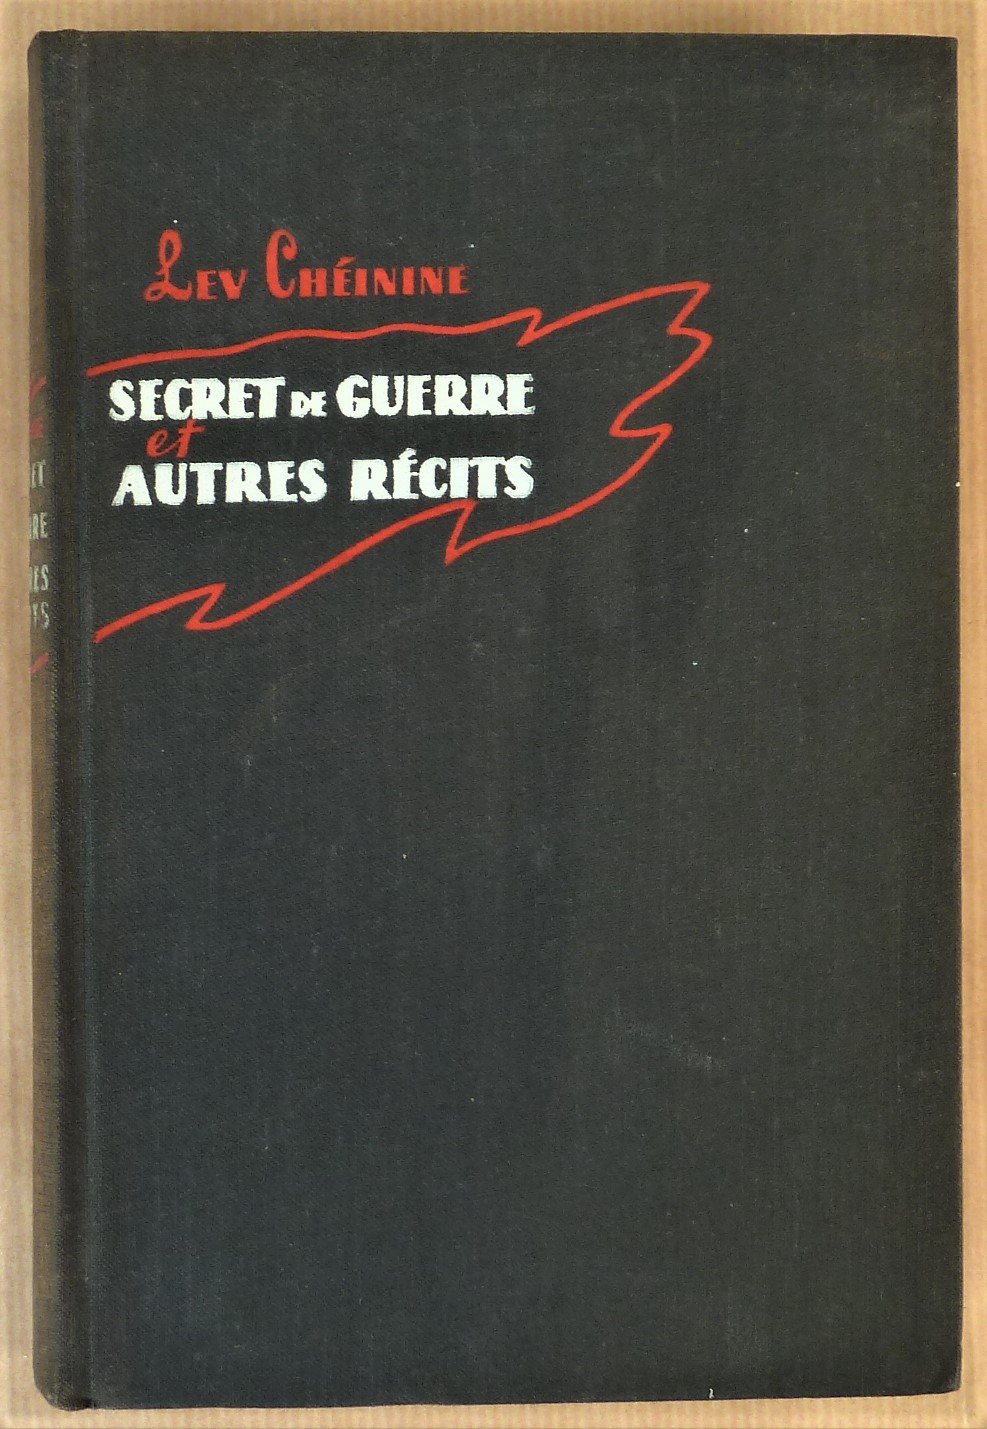 LEV CHÉININE
SECRET DE GUERRE
et
AUTRES RÉCITS